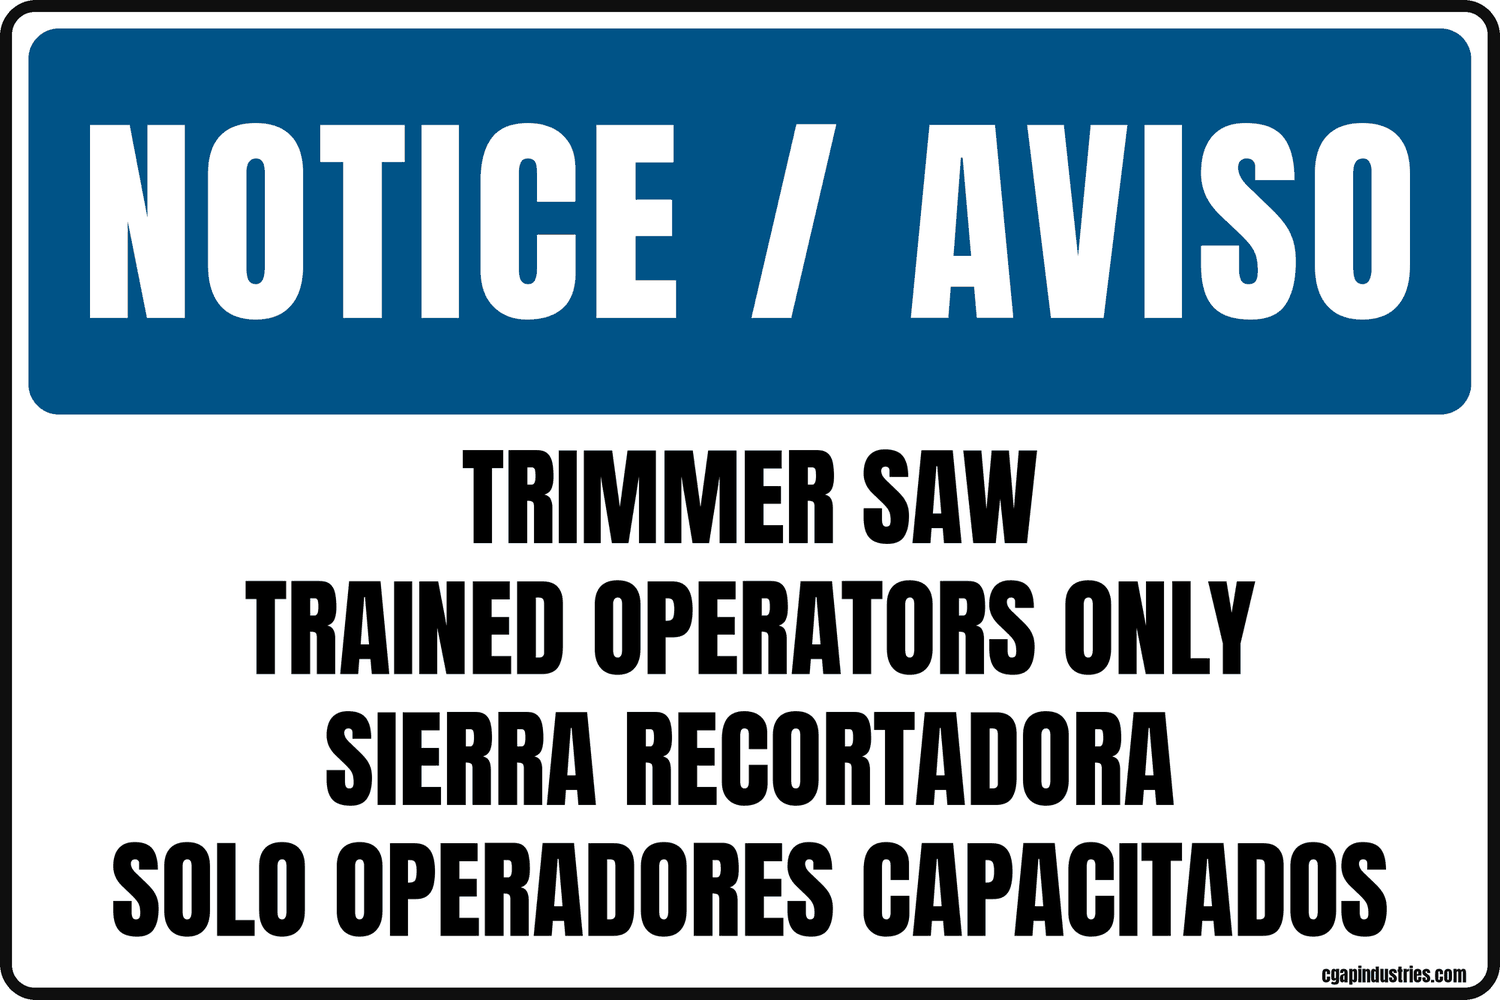 NOTICE / AVISO
TRIMMER SAW
TRAINED OPERATORS ONLY
SIERRA RECORTADORA
SOLO OPERADORES CAPACITADOS
cgapindustries.com